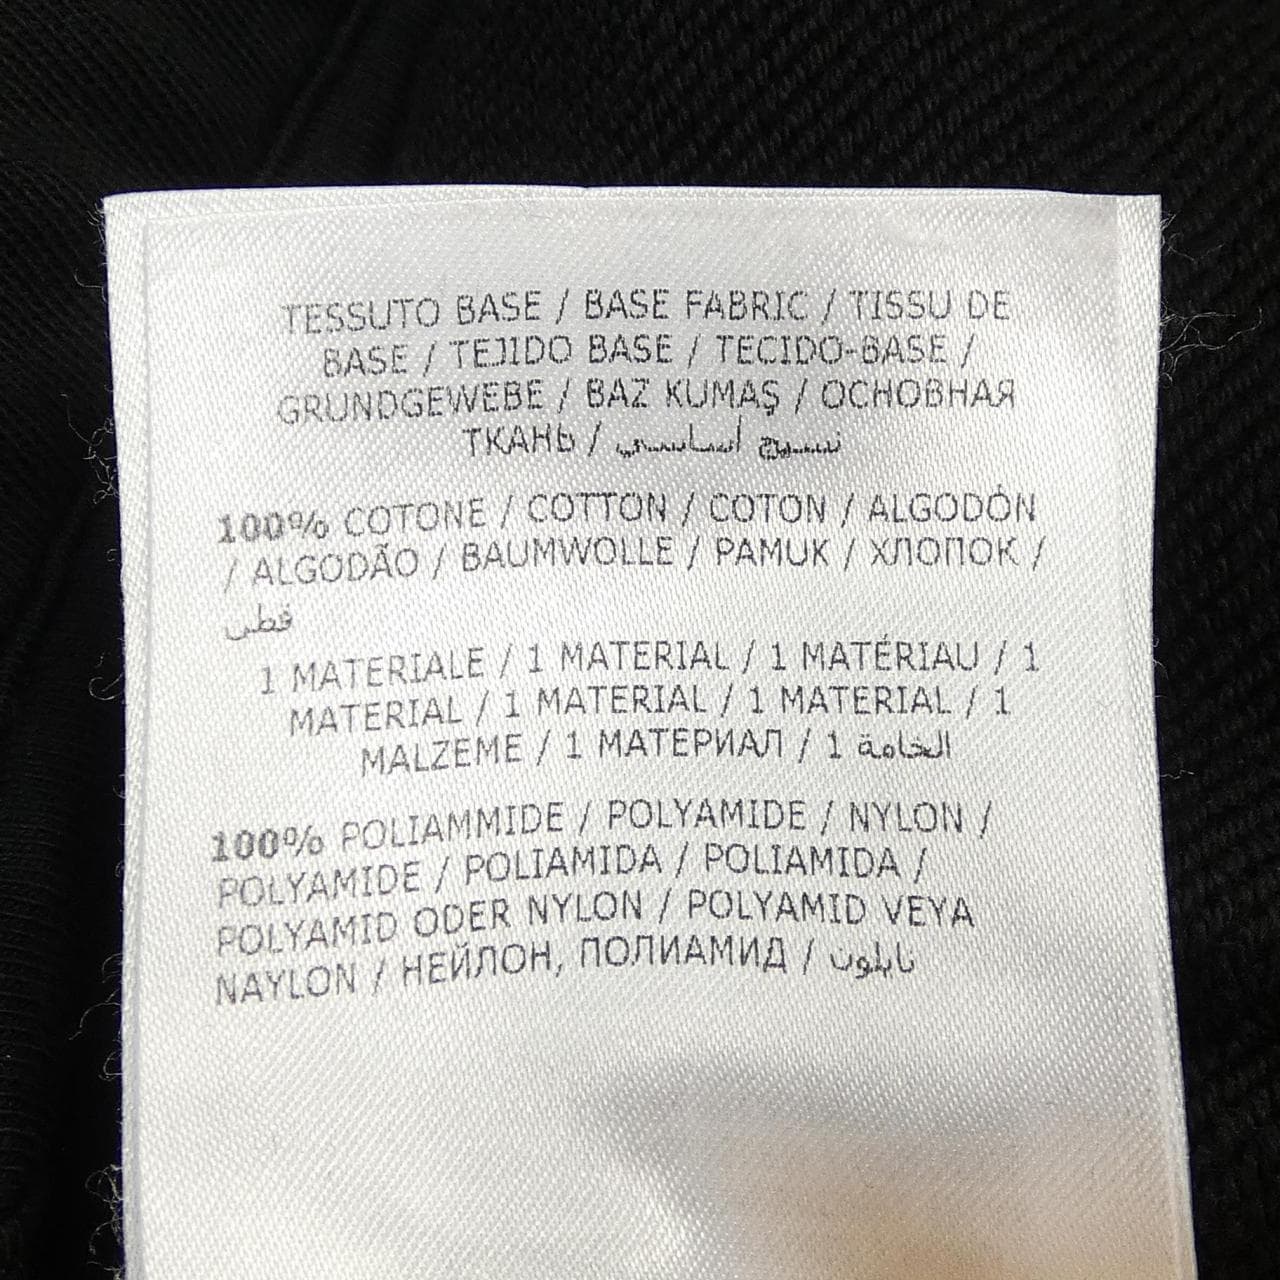 TESSUTO BASE / BASE FABRIC / TISSU DE
BASE / TEJIDO BASE / TECIDO-BASE /
GRUNDGEWEBE / BAZ KUMAŞ / ОСНОВНАЯ
ТКАНЬ / نسيج أساسي
100% COTONE / COTTON / COTON / ALGODÓN
/ ALGODÃO / BAUMWOLLE / PAMUK / ХЛОПОК /
قطن
1 MATERIALE / 1 MATERIAL / 1 MATÉRIAU / 1
MATERIAL / 1 MATERIAL / 1 MATERIAL / 1
MALZEME / 1 МАТЕРИАЛ / 1 الخامة
100% POLIAMMIDE / POLYAMIDE / NYLON /
POLYAMIDE / POLIAMIDA / POLIAMIDA /
POLYAMID ODER NYLON / POLYAMID VEYA
NAYLON / НЕЙЛОН, ПОЛИАМИД / نايلون